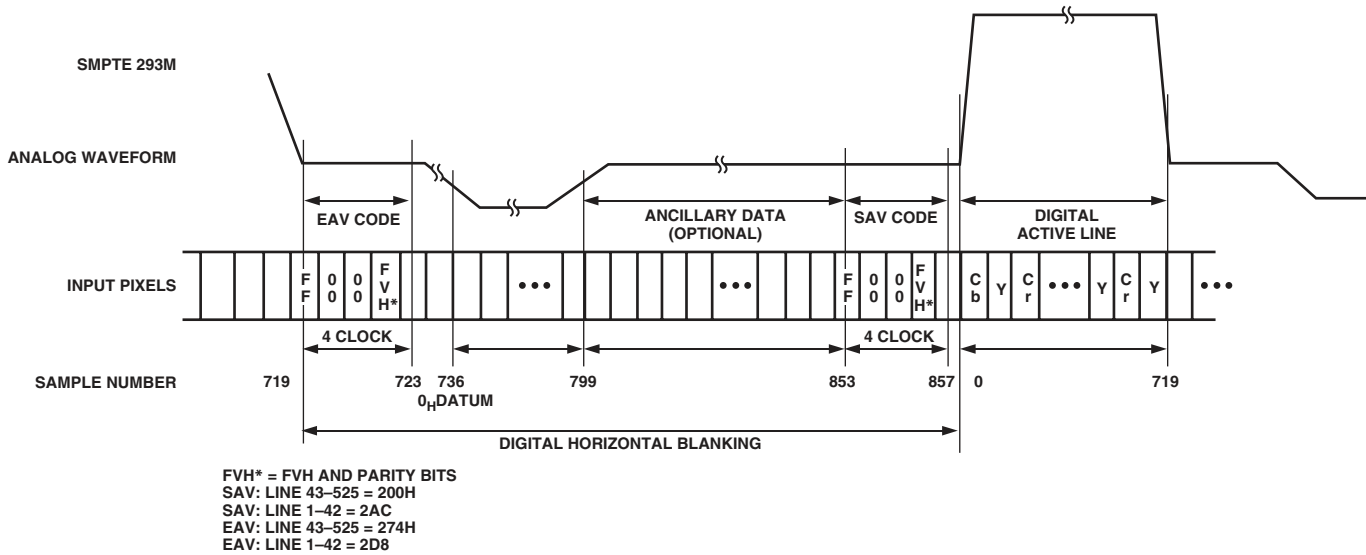 SMPTE 293M
ANALOG WAVEFORM
EAV CODE
ANCILLARY DATA
(OPTIONAL)
SAV CODE
DIGITAL
ACTIVE LINE
INPUT PIXELS
F F 0 0 0 0 F V H* ••• ••• F F 0 0 0 0 F V H* C b Y C r ••• Y C r Y •••
4 CLOCK 4 CLOCK
SAMPLE NUMBER 719 723 736 799 853 857 0 719
0HDATUM
DIGITAL HORIZONTAL BLANKING
FVH* = FVH AND PARITY BITS
SAV: LINE 43–525 = 200H
SAV: LINE 1–42 = 2AC
EAV: LINE 43–525 = 274H
EAV: LINE 1–42 = 2D8